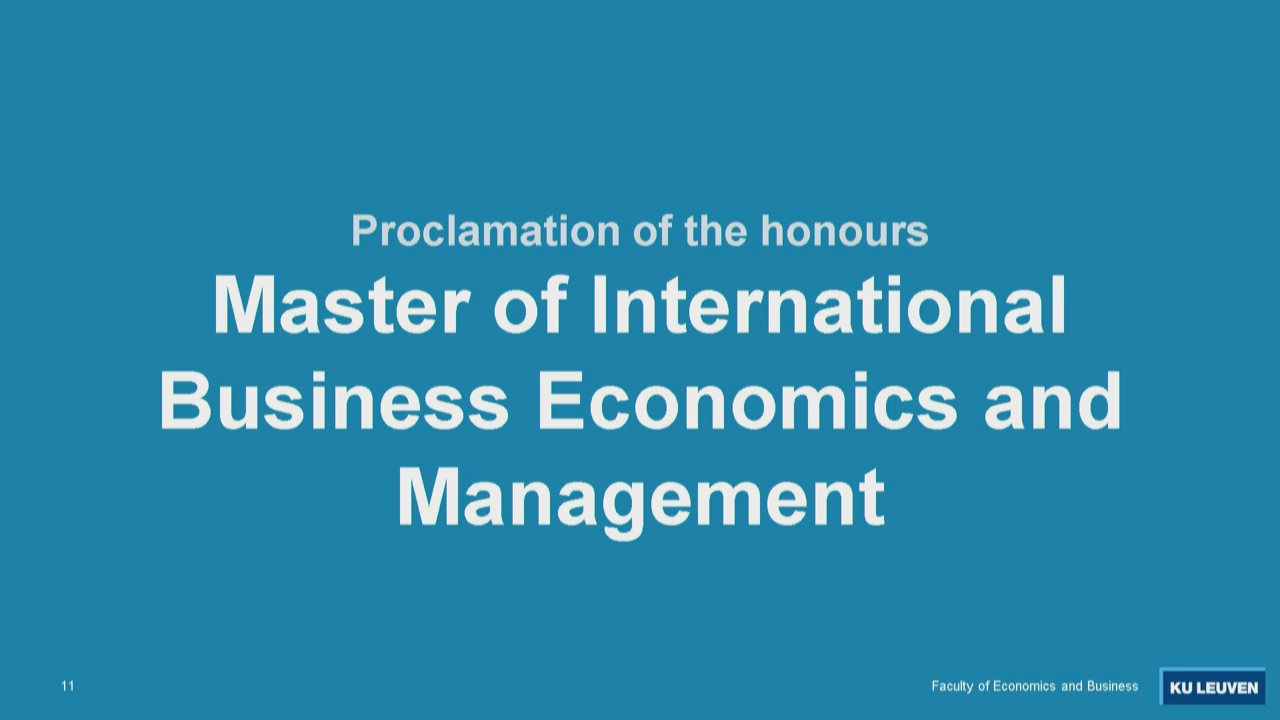 Proclamation of the honours
Master of International
Business Economics and
Management
11
Faculty of Economics and Business
KU LEUVEN